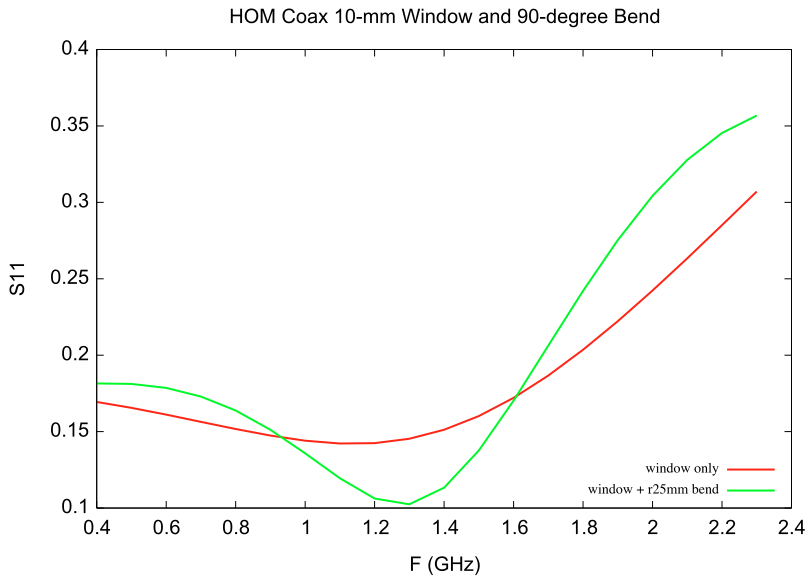 HOM Coax 10-mm Window and 90-degree Bend
0.4
0.35
0.3
0.25
0.2
0.15
0.1
S11
window only
window + r25mm bend
0.4 0.6 0.8 1 1.2 1.4 1.6 1.8 2 2.2 2.4
F (GHz)